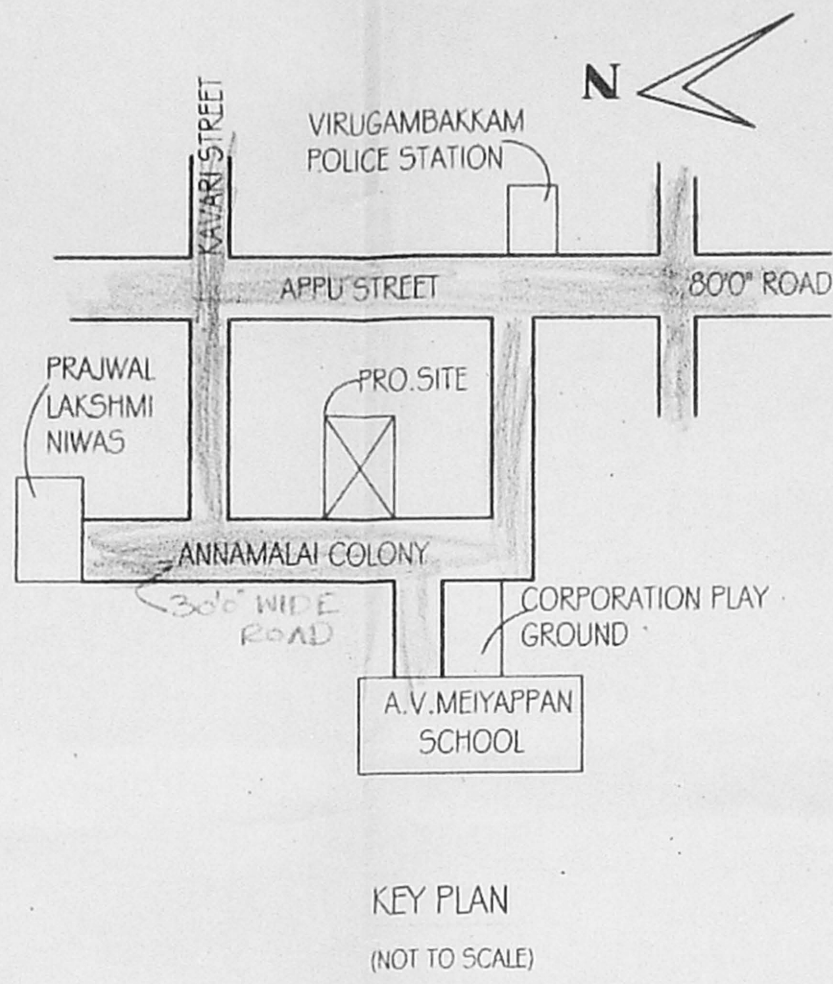 N
KAVARI STREET
VIRUGAMBAKKAM
POLICE STATION
APPU STREET
80'0" ROAD
PRAJWAL
LAKSHMI
NIWAS
PRO.SITE
ANNAMALAI COLONY
30'0" WIDE
ROAD
CORPORATION PLAY
GROUND
A.V.MEIYAPPAN
SCHOOL
KEY PLAN
(NOT TO SCALE)